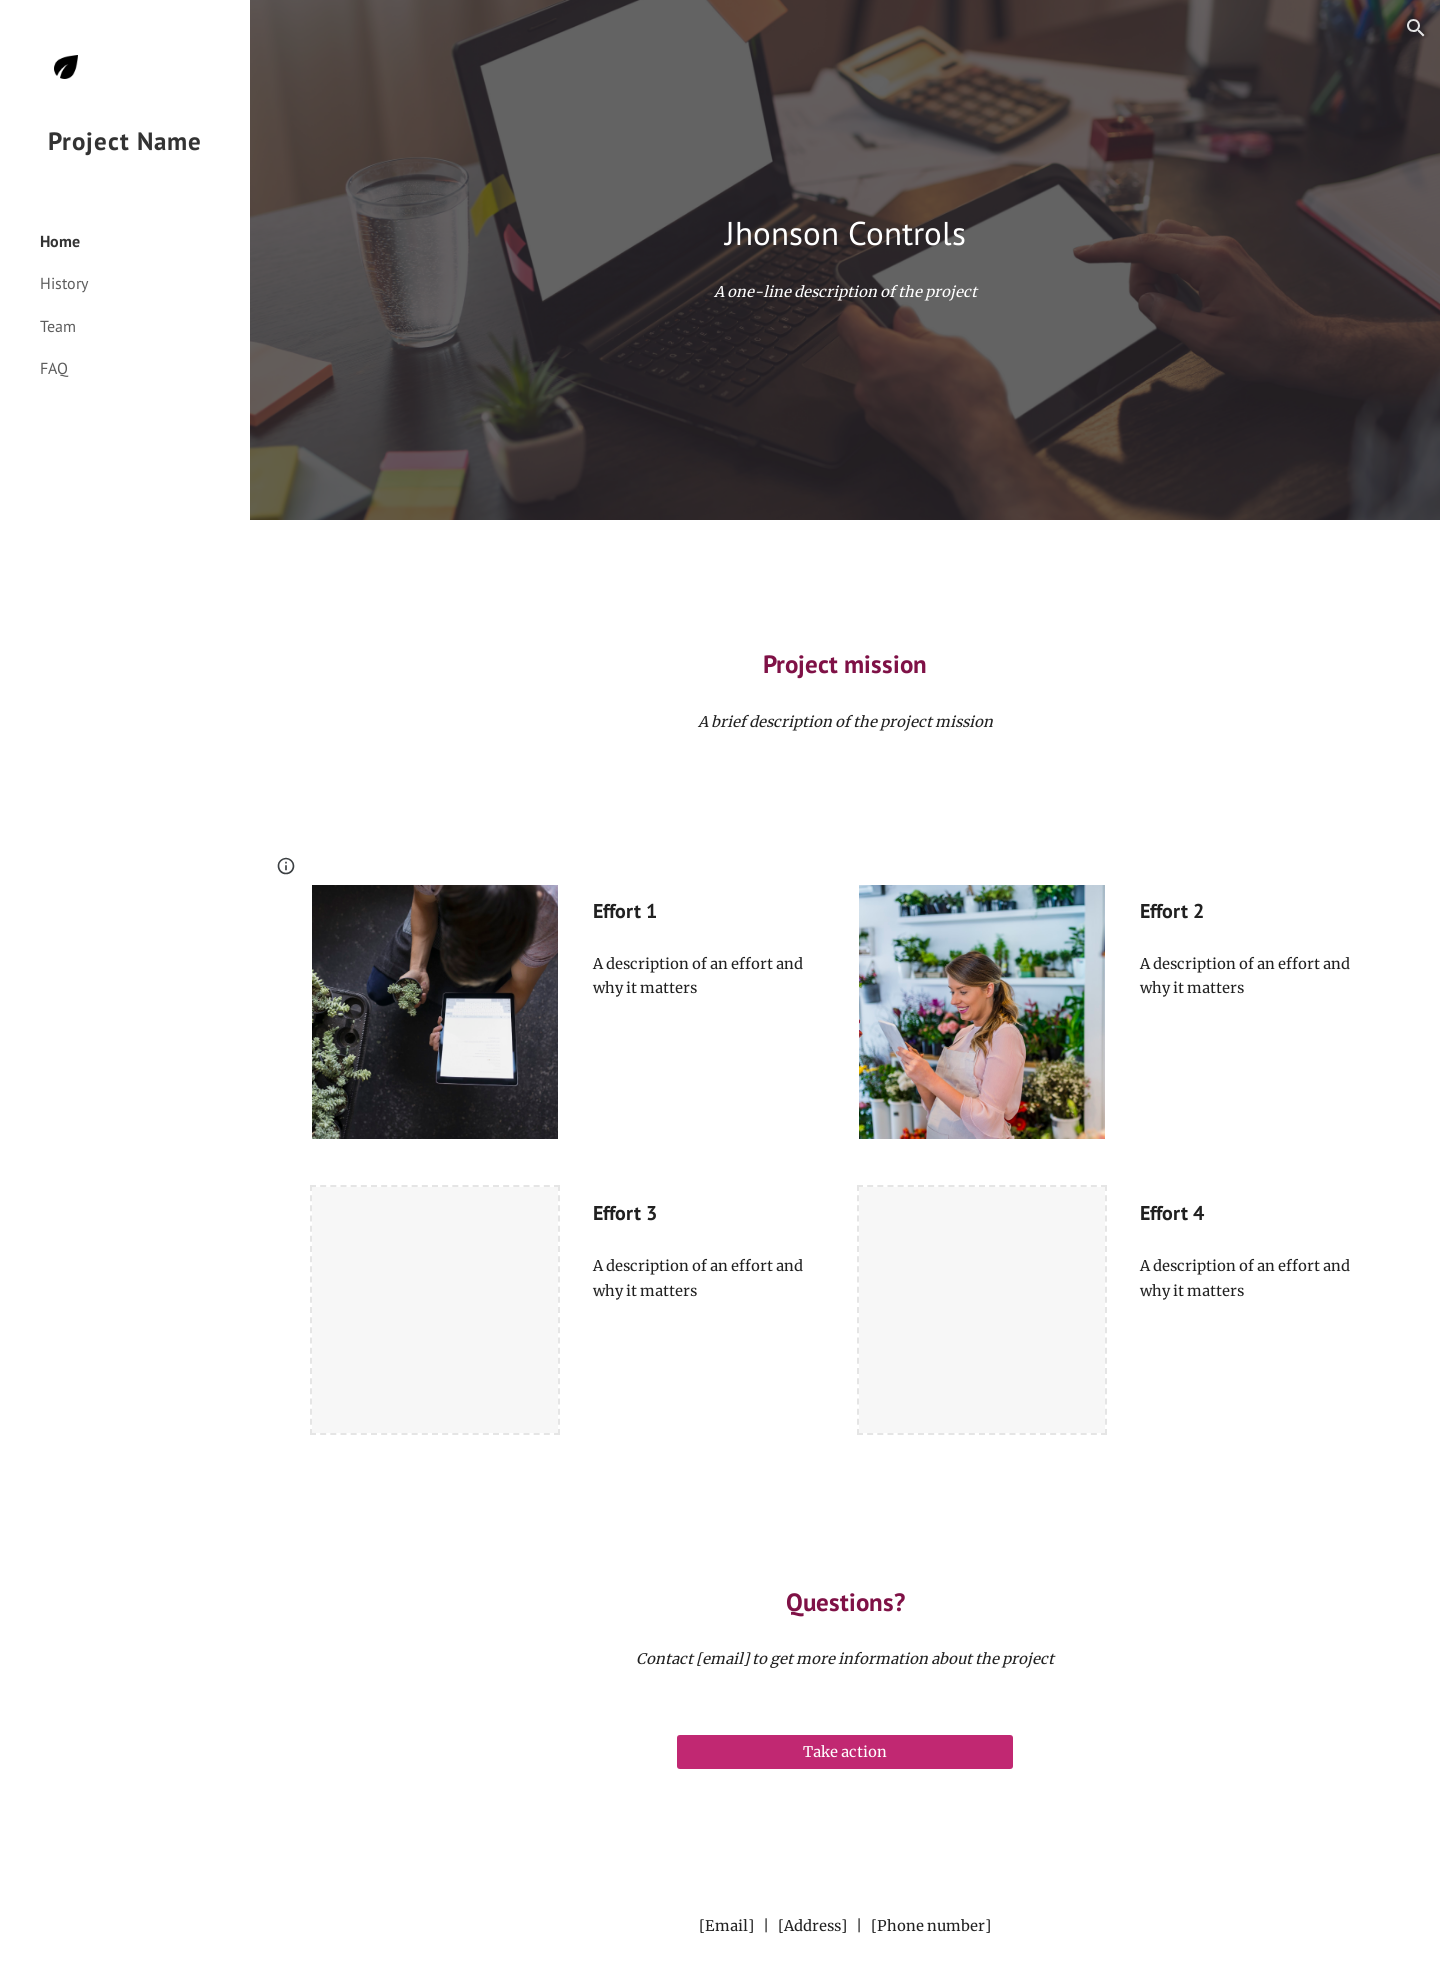 Project Name
Home
History
Team
FAQ
Jhonson Controls
A one-line description of the project
Project mission
A brief description of the project mission
Effort 1
A description of an effort and
why it matters
Effort 2
A description of an effort and
why it matters
Effort 3
A description of an effort and
why it matters
Effort 4
A description of an effort and
why it matters
Questions?
Contact [email] to get more information about the project
Take action
[Email] | [Address] | [Phone number]